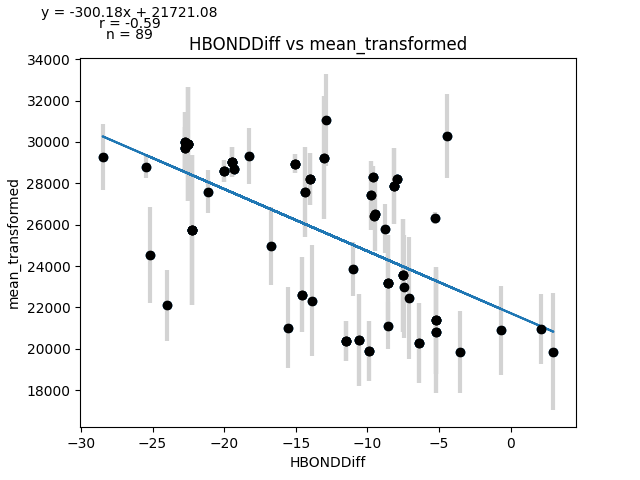 y = -300.18x + 21721.08
r = -0.59
n = 89
HBONDDiff vs mean_transformed
34000
32000
30000
28000
26000
24000
22000
20000
18000
mean_transformed
−30
−25
−20
−15
−10
−5
0
HBONDDiff